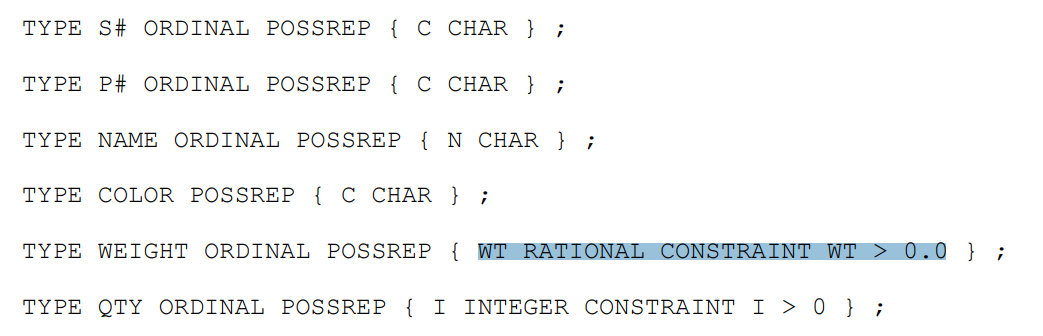 TYPE S# ORDINAL POSSREP { C CHAR } ;
TYPE P# ORDINAL POSSREP { C CHAR } ;
TYPE NAME ORDINAL POSSREP { N CHAR } ;
TYPE COLOR POSSREP { C CHAR } ;
TYPE WEIGHT ORDINAL POSSREP { WT RATIONAL CONSTRAINT WT > 0.0 } ;
TYPE QTY ORDINAL POSSREP { I INTEGER CONSTRAINT I > 0 } ;